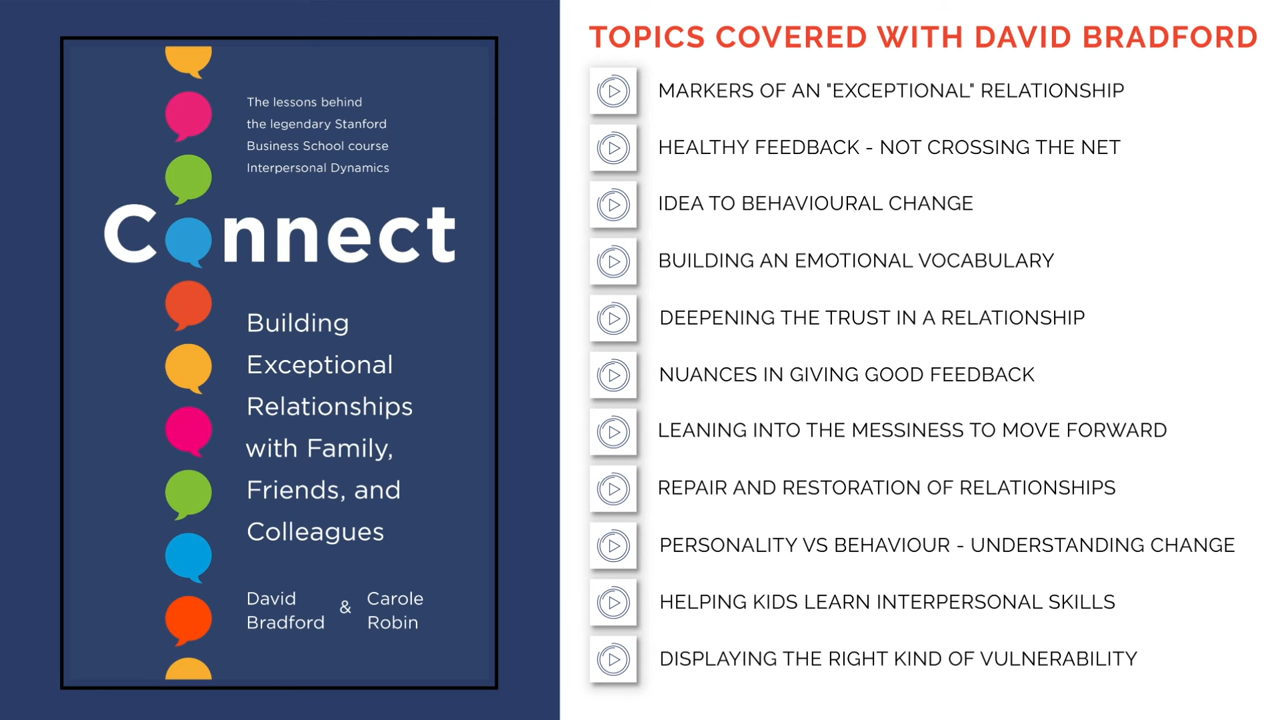 The lessons behind
the legendary Stanford
Business School course
Interpersonal Dynamics
Connect
Building
Exceptional
Relationships
with Family,
Friends, and
Colleagues
David Bradford & Carole Robin
TOPICS COVERED WITH DAVID BRADFORD
MARKERS OF AN "EXCEPTIONAL" RELATIONSHIP
HEALTHY FEEDBACK - NOT CROSSING THE NET
IDEA TO BEHAVIOURAL CHANGE
BUILDING AN EMOTIONAL VOCABULARY
DEEPENING THE TRUST IN A RELATIONSHIP
NUANCES IN GIVING GOOD FEEDBACK
LEANING INTO THE MESSINESS TO MOVE FORWARD
REPAIR AND RESTORATION OF RELATIONSHIPS
PERSONALITY VS BEHAVIOUR - UNDERSTANDING CHANGE
HELPING KIDS LEARN INTERPERSONAL SKILLS
DISPLAYING THE RIGHT KIND OF VULNERABILITY